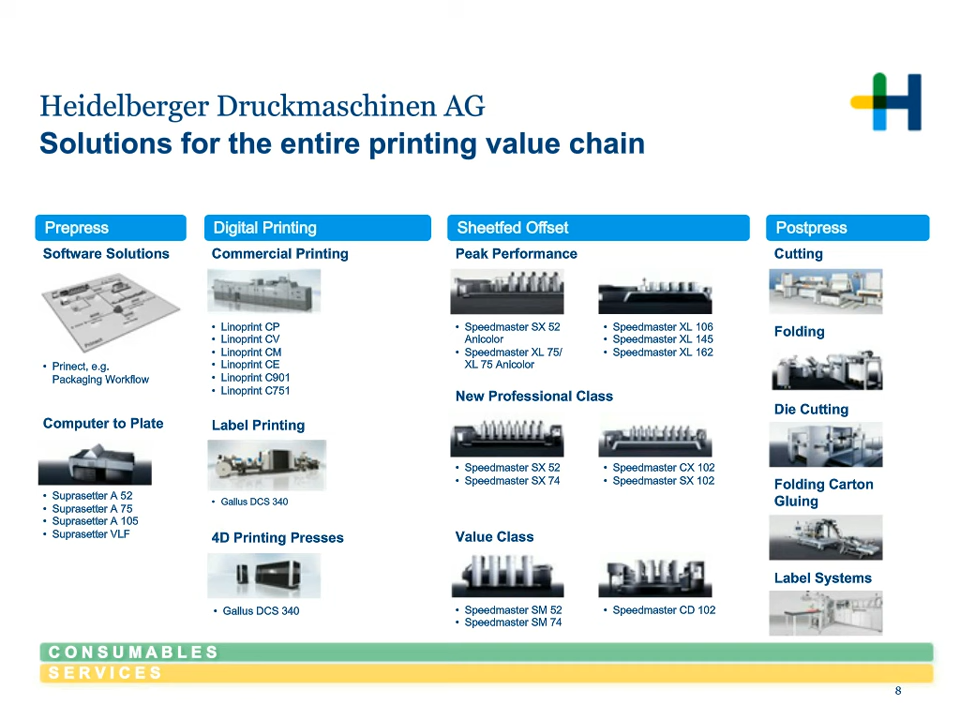 Heidelberger Druckmaschinen AG
Solutions for the entire printing value chain
Prepress
Software Solutions
• Prinect, e.g.
Packaging Workflow
Computer to Plate
• Suprasetter A 52
• Suprasetter A 75
• Suprasetter A 105
• Suprasetter VLF
Digital Printing
Commercial Printing
• Linoprint CP
• Linoprint CV
• Linoprint CM
• Linoprint CE
• Linoprint C901
• Linoprint C751
Label Printing
• Gallus DCS 340
4D Printing Presses
• Gallus DCS 340
Sheetfed Offset
Peak Performance
• Speedmaster SX 52
Anicolor
• Speedmaster XL 75/
XL 75 Anicolor
• Speedmaster XL 106
• Speedmaster XL 145
• Speedmaster XL 162
New Professional Class
• Speedmaster SX 52
• Speedmaster SX 74
• Speedmaster CX 102
• Speedmaster SX 102
Value Class
• Speedmaster SM 52
• Speedmaster SM 74
• Speedmaster CD 102
Postpress
Cutting
Folding
Die Cutting
Folding Carton
Gluing
Label Systems
CONSUMABLES
SERVICES
8